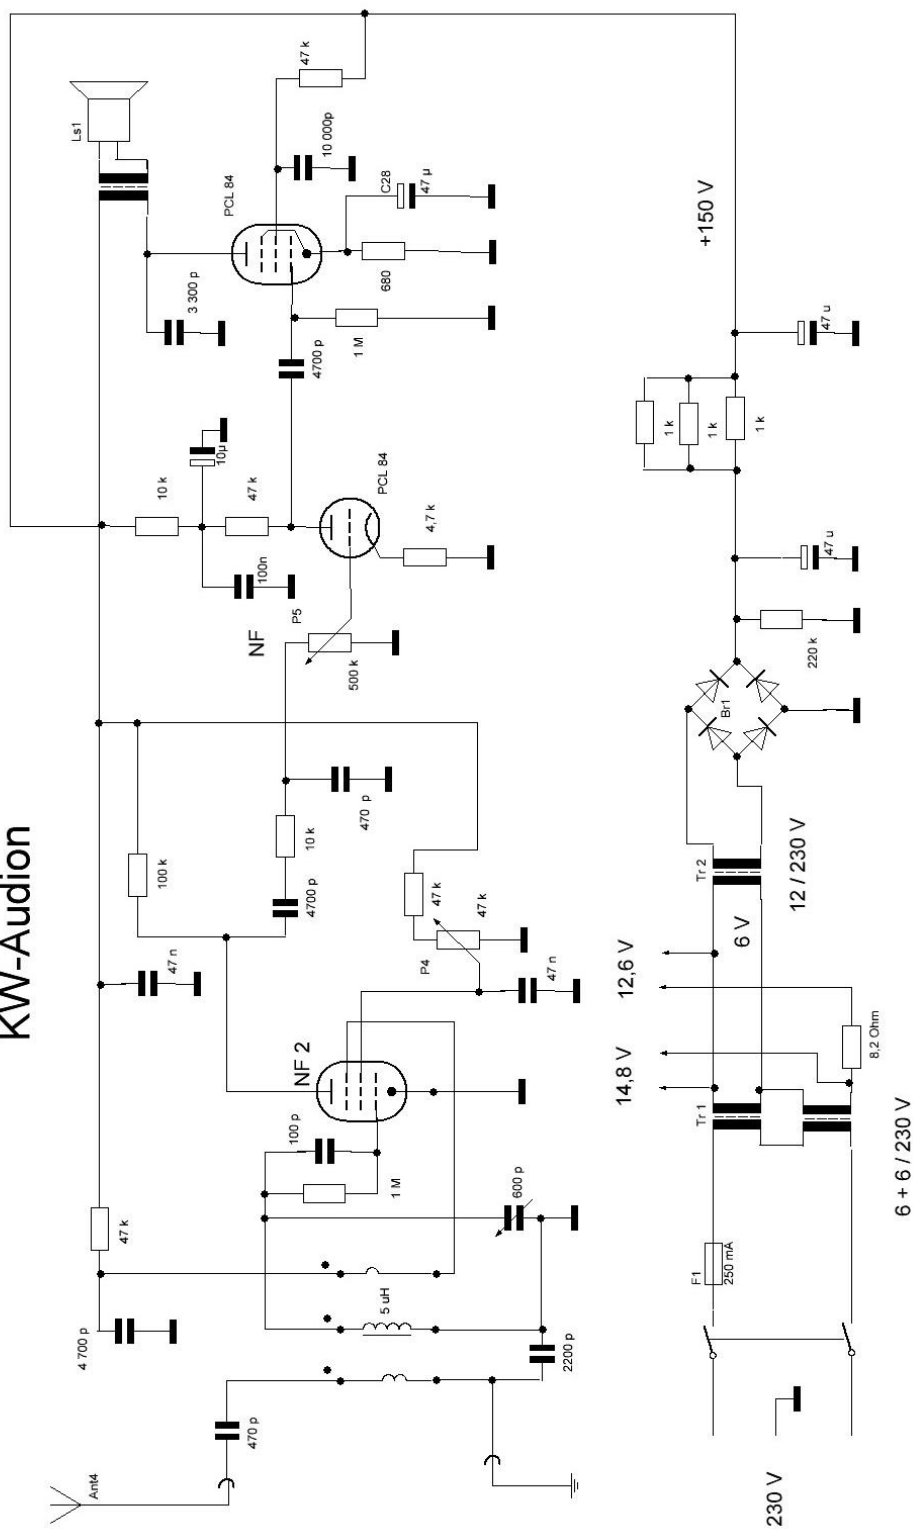 KW-Audion
Ant4
470 p
4 700 p
47 k
47 n
100 k
5 uH
2200 p
600 p
1 M
100 p
NF 2
P4
47 k
47 k
47 n
4700 p
10 k
470 p
NF
P5
500 k
100n
10 k
47 k
10µ
PCL 84
4,7 k
4700 p
1 M
3 300 p
680
PCL 84
C28
47 µ
10 000p
47 k
Ls1
230 V
F1
250 mA
Tr 1
14,8 V
12,6 V
6 V
8,2 Ohm
6 + 6 / 230 V
Tr 2
12 / 230 V
Br1
220 k
47 u
1 k
1 k
1 k
47 u
+150 V